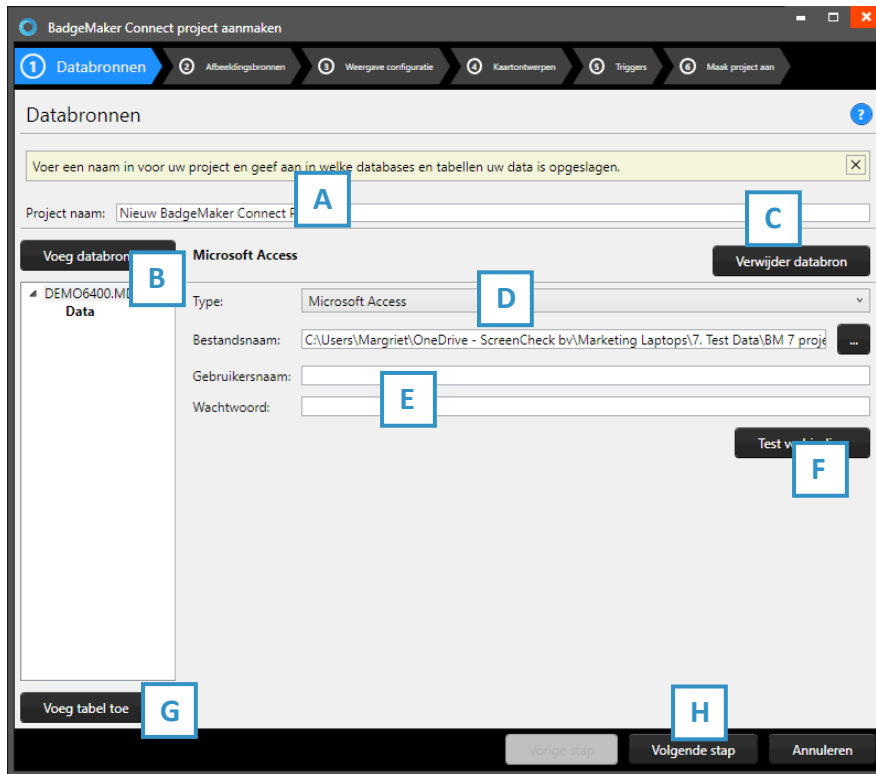 BadgeMaker Connect project aanmaken
1 Databronnen 2 Afbeeldingsbronnen 3 Weergave configuratie 4 Kaartontwerpen 5 Triggers 6 Maak project aan
Databronnen ?
Voer een naam in voor uw project en geef aan in welke databases en tabellen uw data is opgeslagen.
A
Project naam: Nieuw BadgeMaker Connect
C
Voeg
B
Microsoft Access
Verwijder databron
DEMO6400.
Data
D
Type: Microsoft Access
Bestandsnaam: C:\Users\Margriet\OneDrive - ScreenCheck bv\Marketing Laptops\7. Test Data\BM 7 proje ...
Gebruikersnaam:
E
Wachtwoord:
Test
F
Voeg tabel toe
G
H
Vorige stap Volgende stap Annuleren